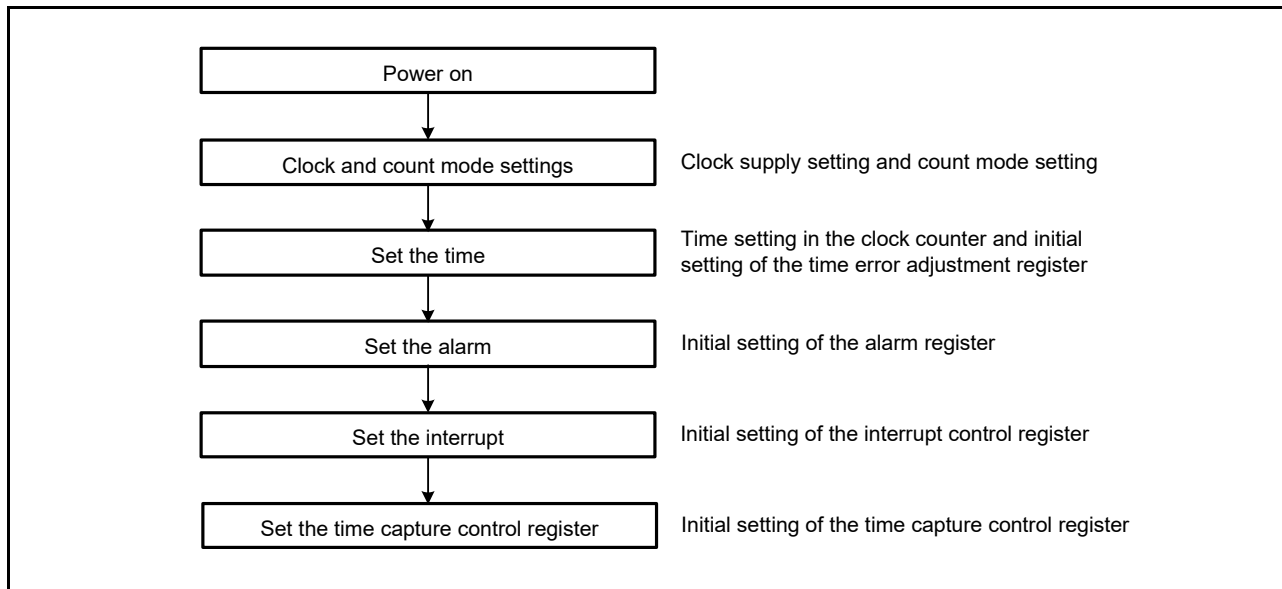 Power on
Clock and count mode settings
Clock supply setting and count mode setting
Set the time
Time setting in the clock counter and initial
setting of the time error adjustment register
Set the alarm
Initial setting of the alarm register
Set the interrupt
Initial setting of the interrupt control register
Set the time capture control register
Initial setting of the time capture control register